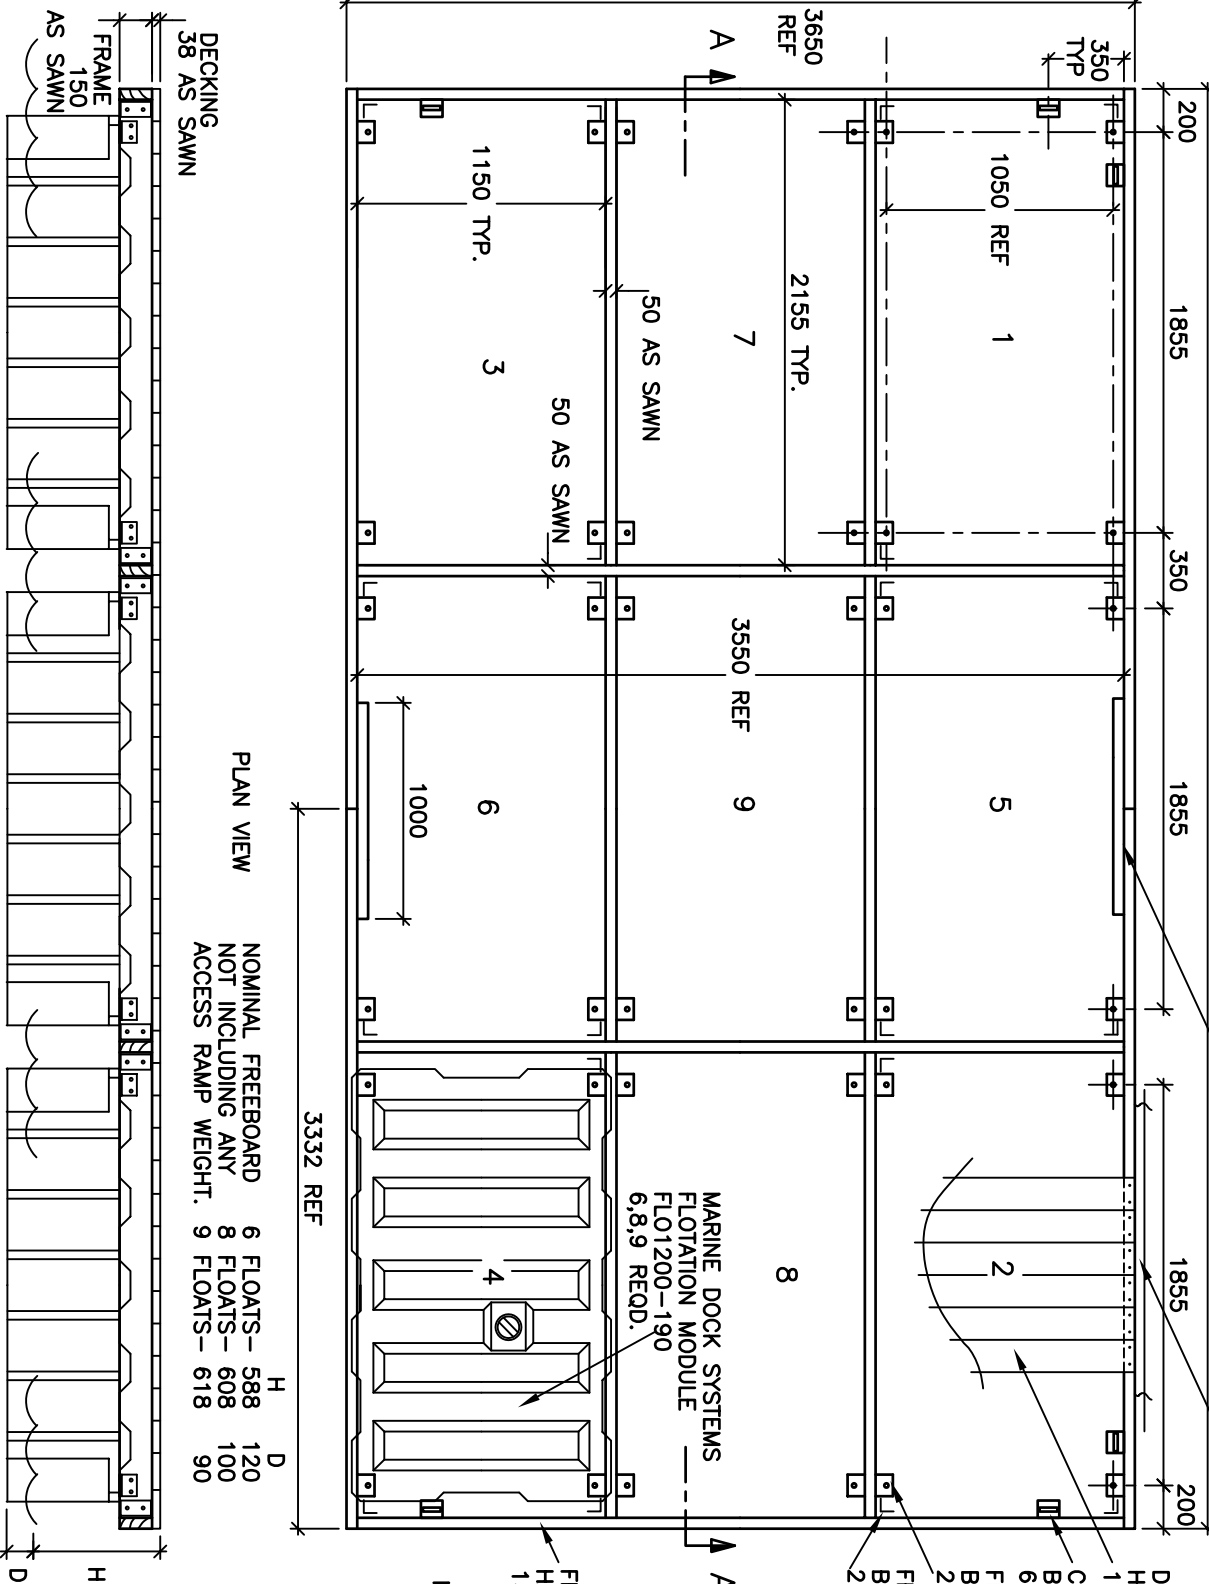 3650
REF
350
TYP
200
1855
350
1855
1855
200
A
A
1050 REF
1
1150 TYP.
2155 TYP.
7
3
50 AS SAWN
50 AS SAWN
3550 REF
5
9
6
1000
2
8
4
MARINE DOCK SYSTEMS
FLOTATION MODULE
FLO1200-190
6,8,9 REQD.
3332 REF
PLAN VIEW
H D
NOMINAL FREEBOARD 6 FLOATS- 588 120
NOT INCLUDING ANY 8 FLOATS- 608 100
ACCESS RAMP WEIGHT. 9 FLOATS- 618 90
DECKING
38 AS SAWN
FRAME
150
AS SAWN
H
D